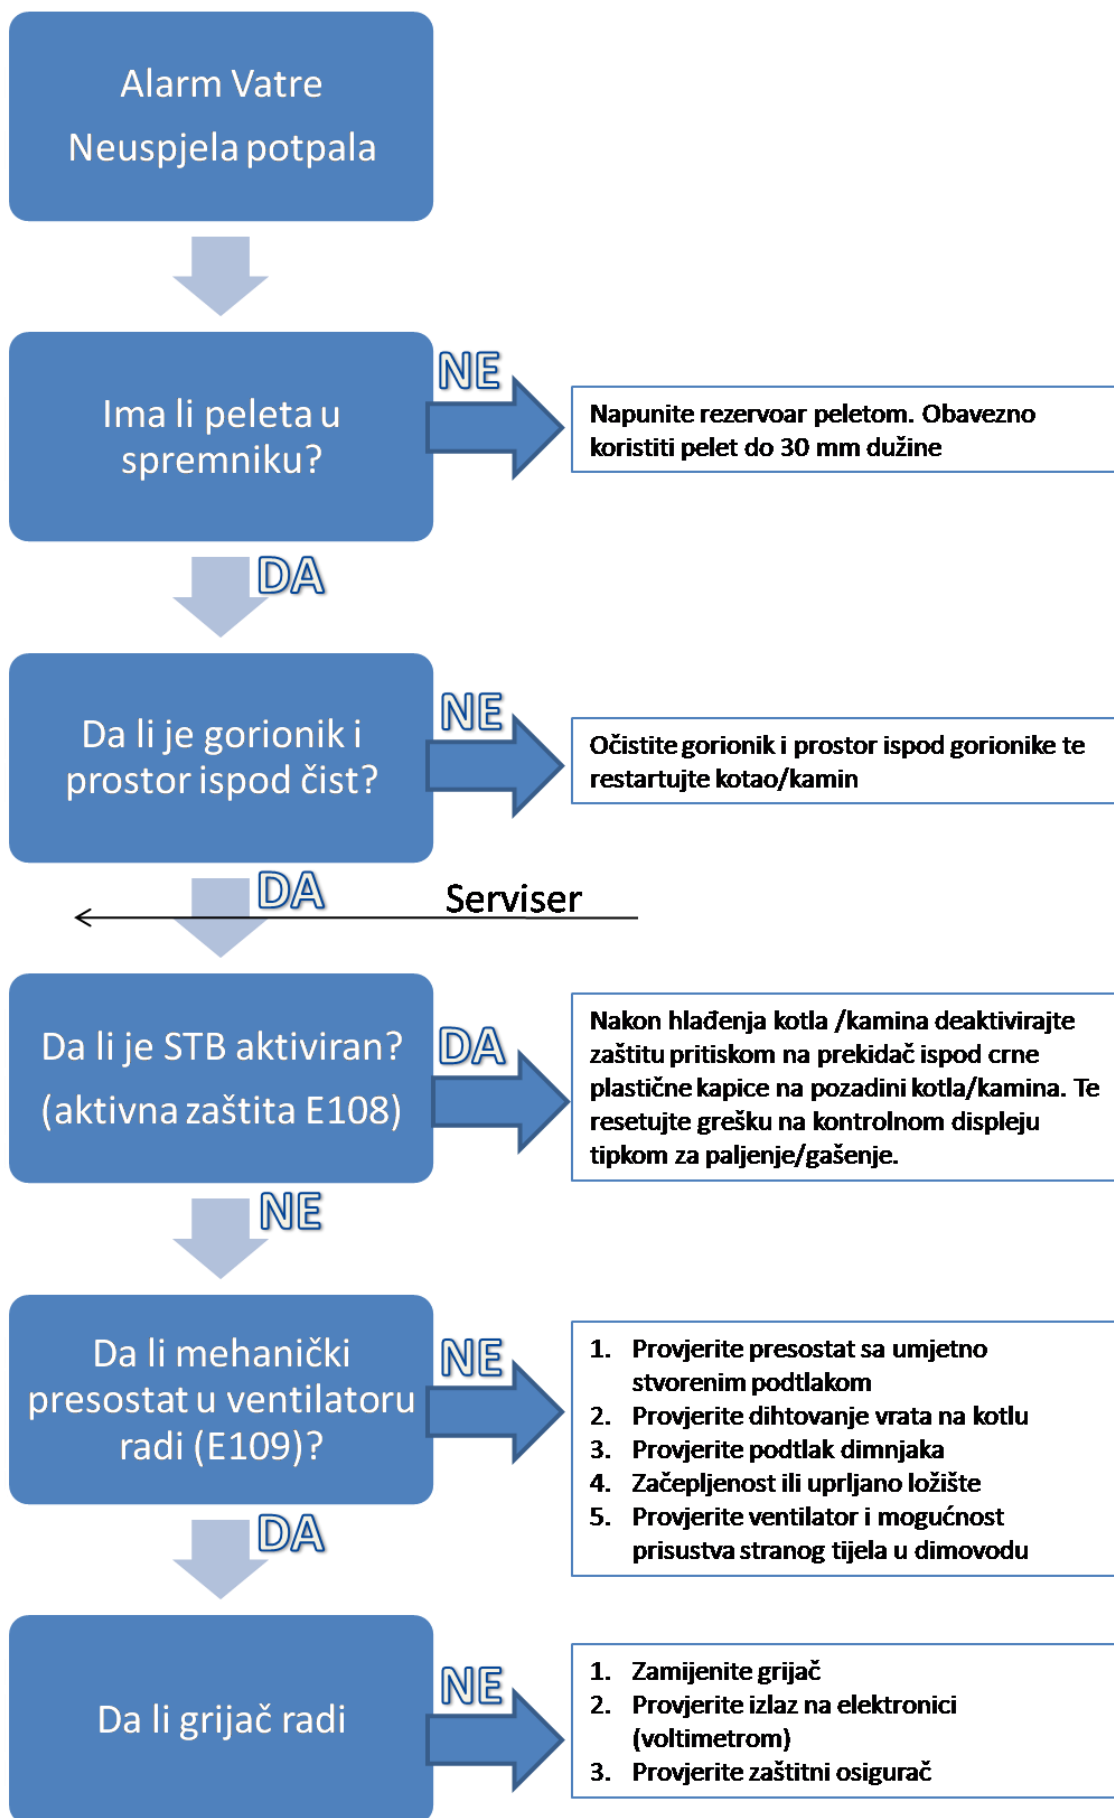 Alarm Vatre
Neuspjela potpala
Ima li peleta u
spremniku?
NE
Napunite rezervoar peletom. Obavezno
koristiti pelet do 30 mm dužine
DA
Da li je gorionik i
prostor ispod čist?
NE
Očistite gorionik i prostor ispod gorionike te
restartujte kotao/kamin
DA
Serviser
Da li je STB aktiviran?
(aktivna zaštita E108)
DA
Nakon hlađenja kotla /kamina deaktivirajte
zaštitu pritiskom na prekidač ispod crne
plastične kapice na pozadini kotla/kamina. Te
resetujte grešku na kontrolnom displeju
tipkom za paljenje/gašenje.
NE
Da li mehanički
presostat u ventilatoru
radi (E109)?
NE
1. Provjerite presostat sa umjetno
stvorenim podtlakom
2. Provjerite dihtovanje vrata na kotlu
3. Provjerite podtlak dimnjaka
4. Začepljenost ili uprljano ložište
5. Provjerite ventilator i mogućnost
prisustva stranog tijela u dimovodu
DA
Da li grijač radi
NE
1. Zamijenite grijač
2. Provjerite izlaz na elektronici
(voltimetrom)
3. Provjerite zaštitni osigurač